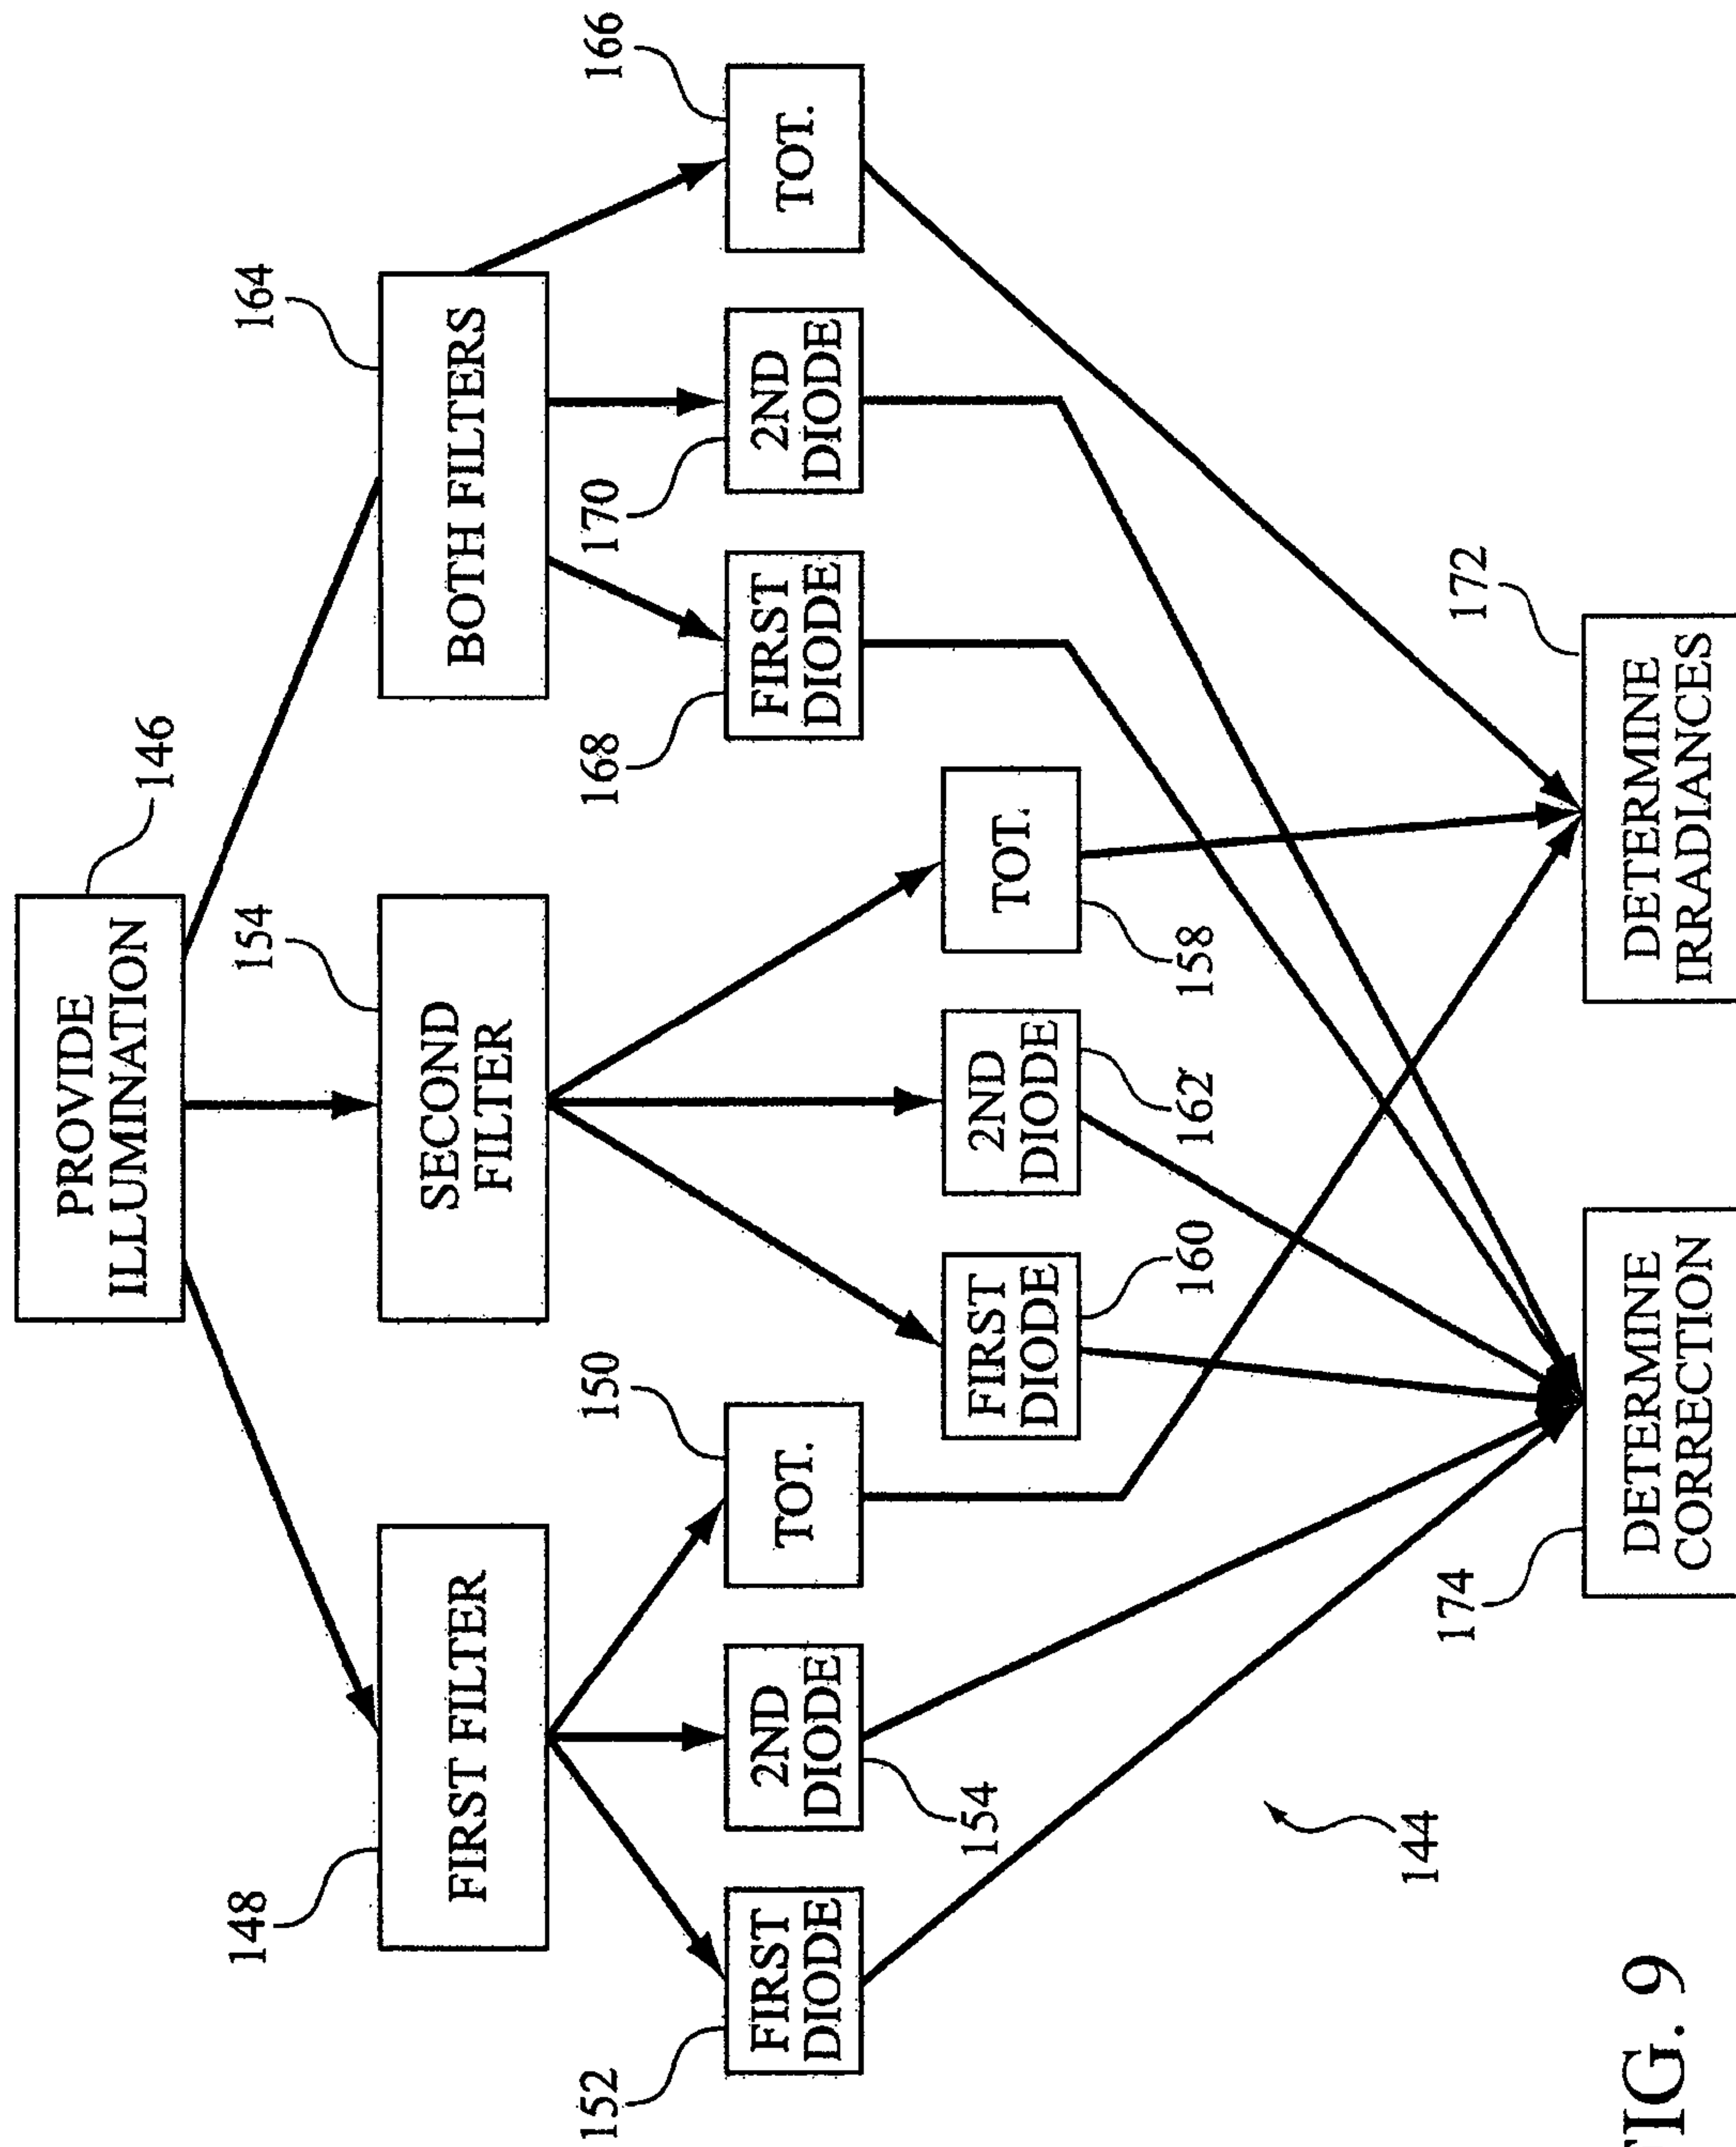 146
PROVIDE
ILLUMINATION
148
FIRST FILTER
154
SECOND
FILTER
164
BOTH FILTERS
152
FIRST
DIODE
154
2ND
DIODE
150
TOT.
160
FIRST
DIODE
162
2ND
DIODE
158
TOT.
168
FIRST
DIODE
170
2ND
DIODE
166
TOT.
174
DETERMINE
CORRECTION
172
DETERMINE
IRRADIANCES
144
FIG. 9